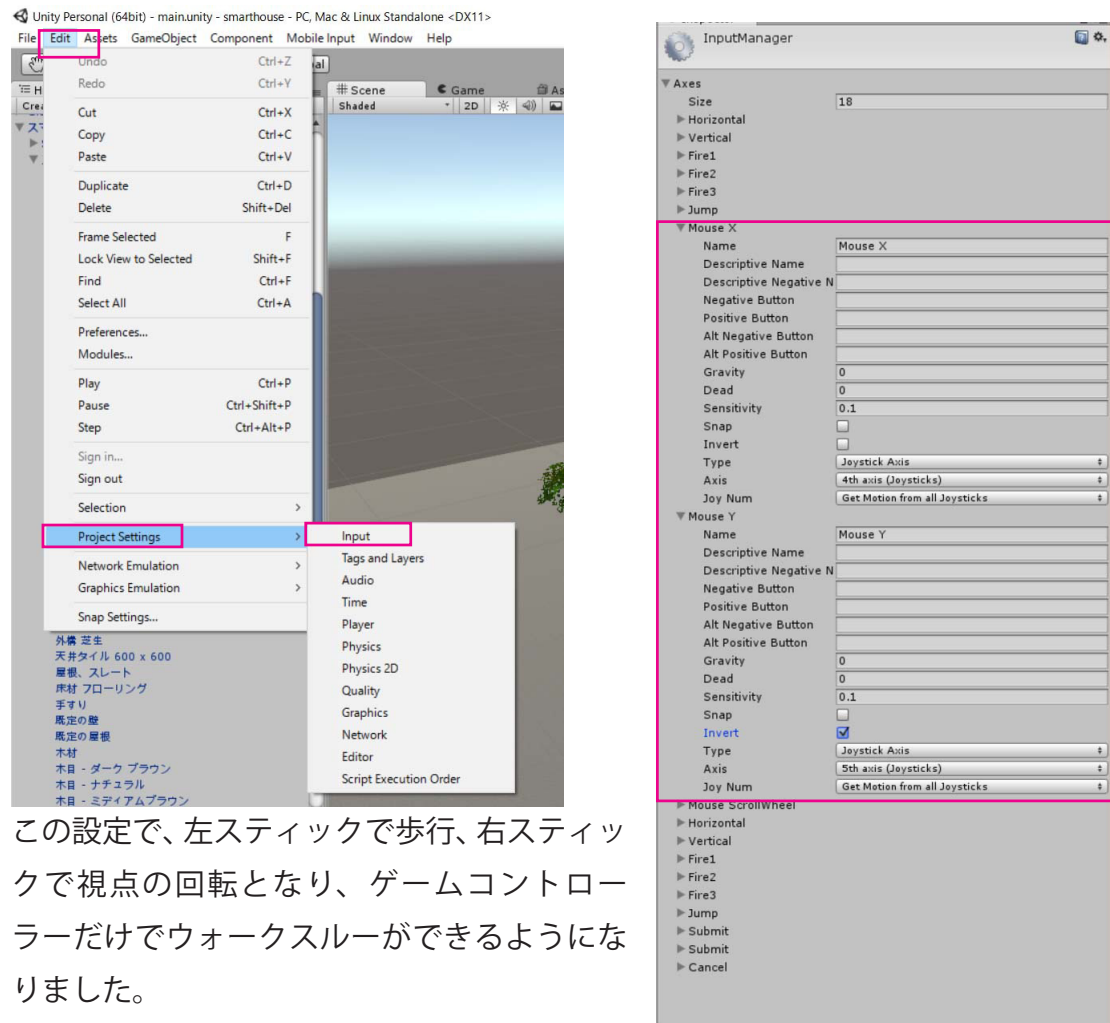 Unity Personal (64bit) - main.unity - smarthouse - PC, Mac & Linux Standalone <DX11>
File Edit Assets GameObject Component Mobile Input Window Help
Undo Ctrl+Z
Redo Ctrl+Y
Cut Ctrl+X
Copy Ctrl+C
Paste Ctrl+V
Duplicate Ctrl+D
Delete Shift+Del
Frame Selected F
Lock View to Selected Shift+F
Find Ctrl+F
Select All Ctrl+A
Preferences...
Modules...
Play Ctrl+P
Pause Ctrl+Shift+P
Step Ctrl+Alt+P
Sign in...
Sign out
Selection
Project Settings
Network Emulation
Graphics Emulation
Snap Settings...
Input
Tags and Layers
Audio
Time
Player
Physics
Physics 2D
Quality
Graphics
Network
Editor
Script Execution Order
Scene Game As
Shaded 2D
外構 芝生
天井タイル 600 x 600
屋根、スレート
床材 フローリング
手すり
既定の壁
既定の屋根
木材
木目 - ダーク ブラウン
木目 - ナチュラル
木目 - ミディアムブラウン
この設定で、左スティックで歩行、右スティッ
クで視点の回転となり、ゲームコントロー
ラーだけでウォークスルーができるようにな
りました。
InputManager
Axes
Size 18
Horizontal
Vertical
Fire1
Fire2
Fire3
Jump
Mouse X
Name Mouse X
Descriptive Name
Descriptive Negative N
Negative Button
Positive Button
Alt Negative Button
Alt Positive Button
Gravity 0
Dead 0
Sensitivity 0.1
Snap
Invert
Type Joystick Axis
Axis 4th axis (Joysticks)
Joy Num Get Motion from all Joysticks
Mouse Y
Name Mouse Y
Descriptive Name
Descriptive Negative N
Negative Button
Positive Button
Alt Negative Button
Alt Positive Button
Gravity 0
Dead 0
Sensitivity 0.1
Snap
Invert
Type Joystick Axis
Axis 5th axis (Joysticks)
Joy Num Get Motion from all Joysticks
Mouse ScrollWheel
Horizontal
Vertical
Fire1
Fire2
Fire3
Jump
Submit
Submit
Cancel